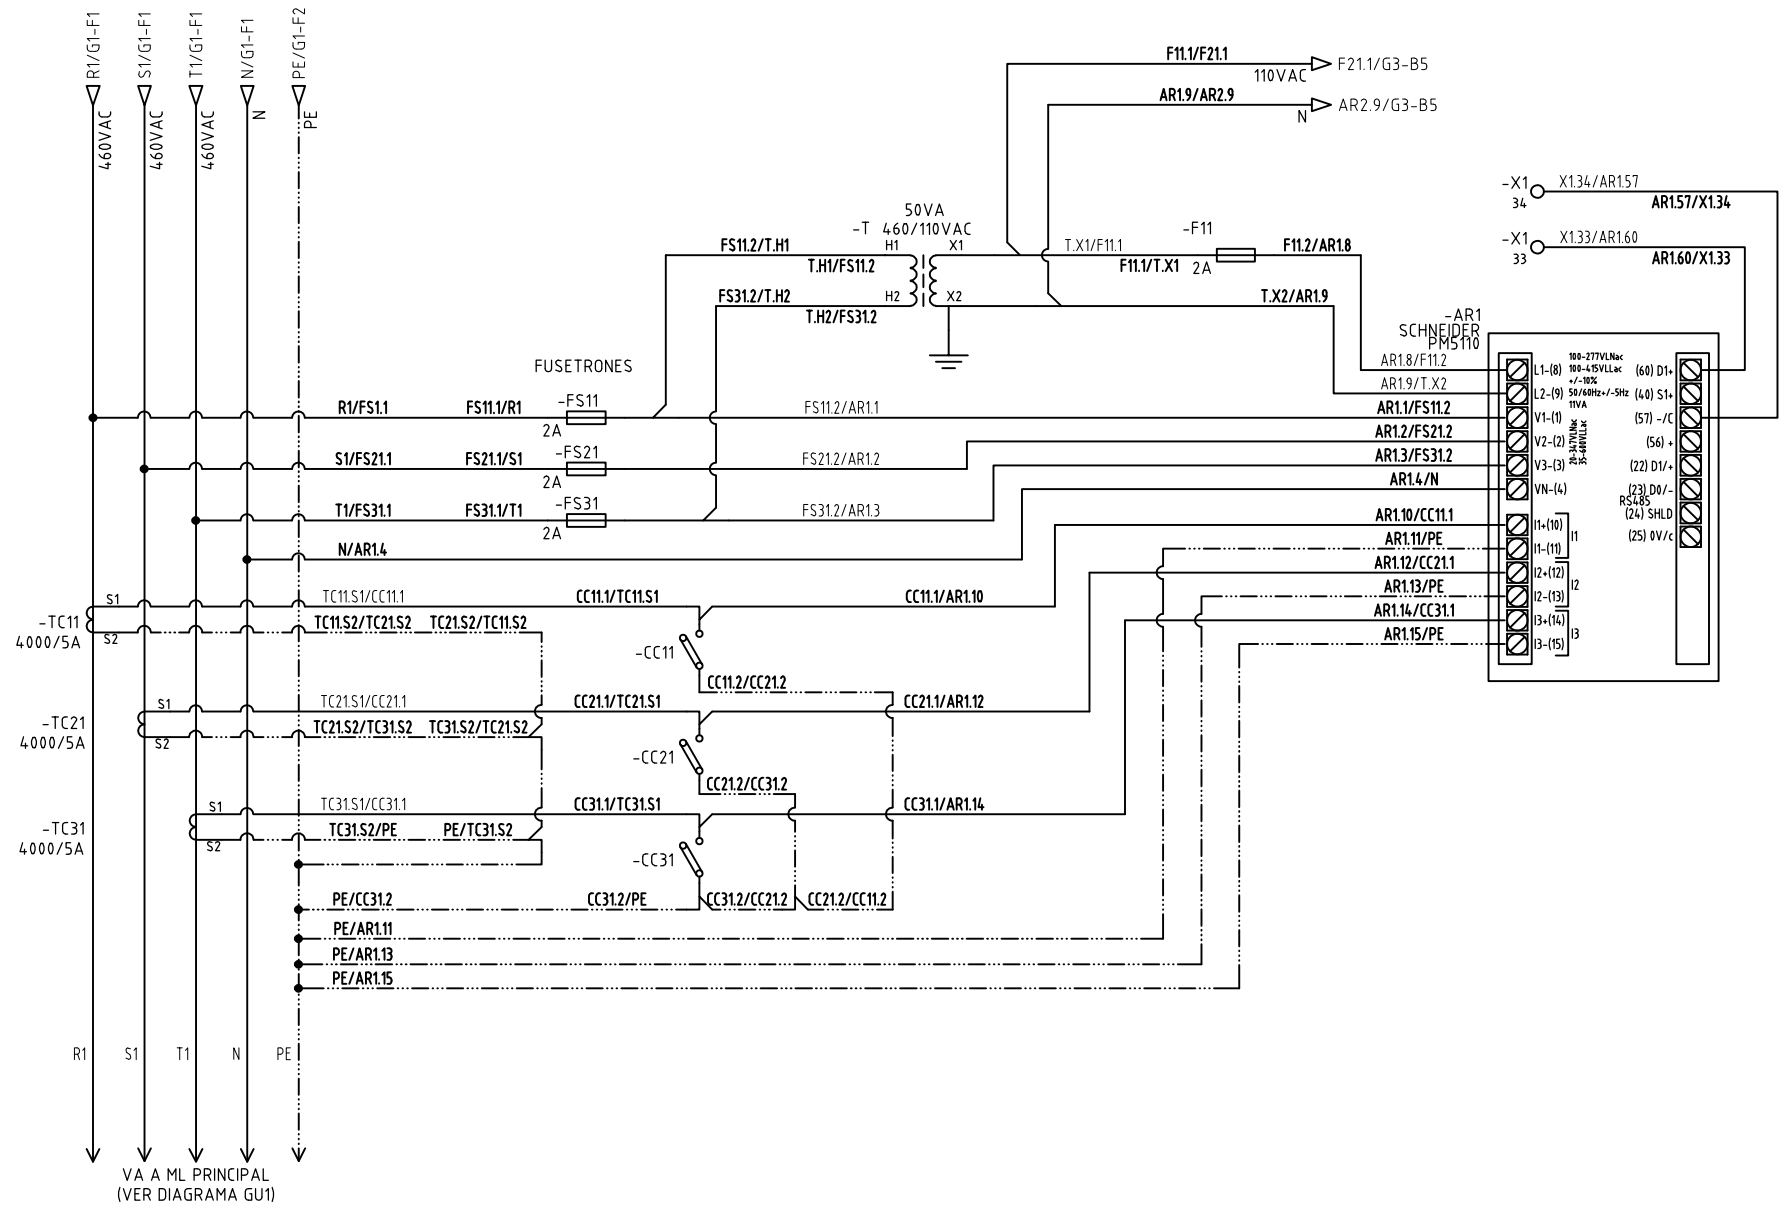 R1/G1-F1
S1/G1-F1
T1/G1-F1
N/G1-F1
PE/G1-F2
460VAC
460VAC
460VAC
N
PE
F11.1/F21.1
110VAC
F21.1/G3-B5
AR1.9/AR2.9
N
AR2.9/G3-B5
-X1
34
X1.34/AR1.57
AR1.57/X1.34
-X1
33
X1.33/AR1.60
AR1.60/X1.33
50VA
-T 460/110VAC
FS11.2/T.H1
H1
X1
T.X1/F11.1
-F11
F11.2/AR1.8
T.H1/FS11.2
F11.1/T.X1
2A
FS31.2/T.H2
H2
X2
T.X2/AR1.9
T.H2/FS31.2
-AR1
SCHNEIDER
PM5110
FUSETRONES
AR1.8/F11.2
AR1.9/T.X2
100-277VLNac
100-415VLLac
+/-10%
50/60Hz+/-5Hz
11VA
20-347VLNac
35-600VLLac
L1-(8)
L2-(9)
V1-(1)
V2-(2)
V3-(3)
VN-(4)
I1+(10)
I1-(11)
I1
I2+(12)
I2-(13)
I2
I3+(14)
I3-(15)
I3
(60) D1+
(40) S1+
(57) -/C
(56) +
(22) D1/+
(23) D0/-
RS485
(24) SHLD
(25) 0V/c
R1/FS1.1
FS11.1/R1
-FS11
2A
FS11.2/AR1.1
AR1.1/FS11.2
S1/FS21.1
FS21.1/S1
-FS21
2A
FS21.2/AR1.2
AR1.2/FS21.2
AR1.3/FS31.2
T1/FS31.1
FS31.1/T1
-FS31
2A
FS31.2/AR1.3
AR1.4/N
N/AR1.4
AR1.10/CC11.1
AR1.11/PE
AR1.12/CC21.1
AR1.13/PE
AR1.14/CC31.1
AR1.15/PE
-TC11
4000/5A
S1
S2
TC11.S1/CC11.1
CC11.1/TC11.S1
CC11.1/AR1.10
TC11.S2/TC21.S2
TC21.S2/TC11.S2
-CC11
CC11.2/CC21.2
-TC21
4000/5A
S1
S2
TC21.S1/CC21.1
CC21.1/TC21.S1
CC21.1/AR1.12
TC21.S2/TC31.S2
TC31.S2/TC21.S2
-CC21
CC21.2/CC31.2
-TC31
4000/5A
S1
S2
TC31.S1/CC31.1
CC31.1/TC31.S1
CC31.1/AR1.14
TC31.S2/PE
PE/TC31.S2
-CC31
PE/CC31.2
CC31.2/PE
CC31.2/CC21.2
CC21.2/CC11.2
PE/AR1.11
PE/AR1.13
PE/AR1.15
R1
S1
T1
N
PE
VA A ML PRINCIPAL
(VER DIAGRAMA GU1)